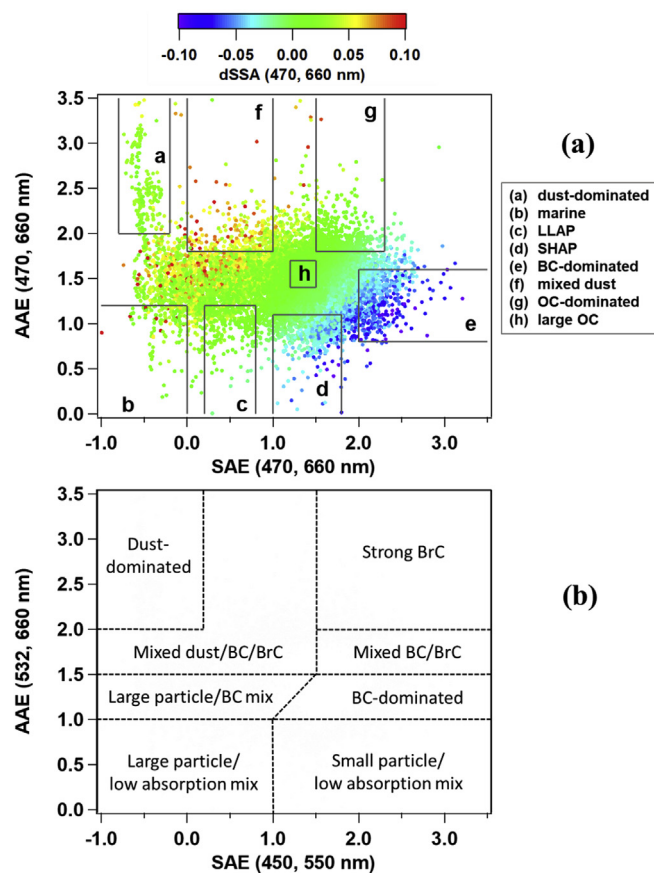 -0.10 -0.05 0.00 0.05 0.10
dSSA (470, 660 nm)
3.5
3.0
2.5
2.0
1.5
1.0
0.5
0.0
AAE (470, 660 nm)
a
f
g
h
e
b
c
d
-1.0 0.0 1.0 2.0 3.0
SAE (470, 660 nm)
(a)
(a) dust-dominated
(b) marine
(c) LLAP
(d) SHAP
(e) BC-dominated
(f) mixed dust
(g) OC-dominated
(h) large OC
3.5
3.0
2.5
2.0
1.5
1.0
0.5
0.0
AAE (532, 660 nm)
Dust-
dominated
Strong BrC
Mixed dust/BC/BrC
Mixed BC/BrC
Large particle/BC mix
BC-dominated
Large particle/
low absorption mix
Small particle/
low absorption mix
-1.0 0.0 1.0 2.0 3.0
SAE (450, 550 nm)
(b)